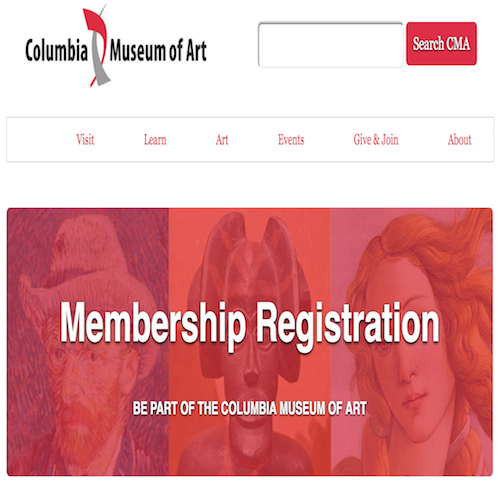 Columbia Museum of Art
Search CMA
Visit Learn Art Events Give & Join About
Membership Registration
BE PART OF THE COLUMBIA MUSEUM OF ART